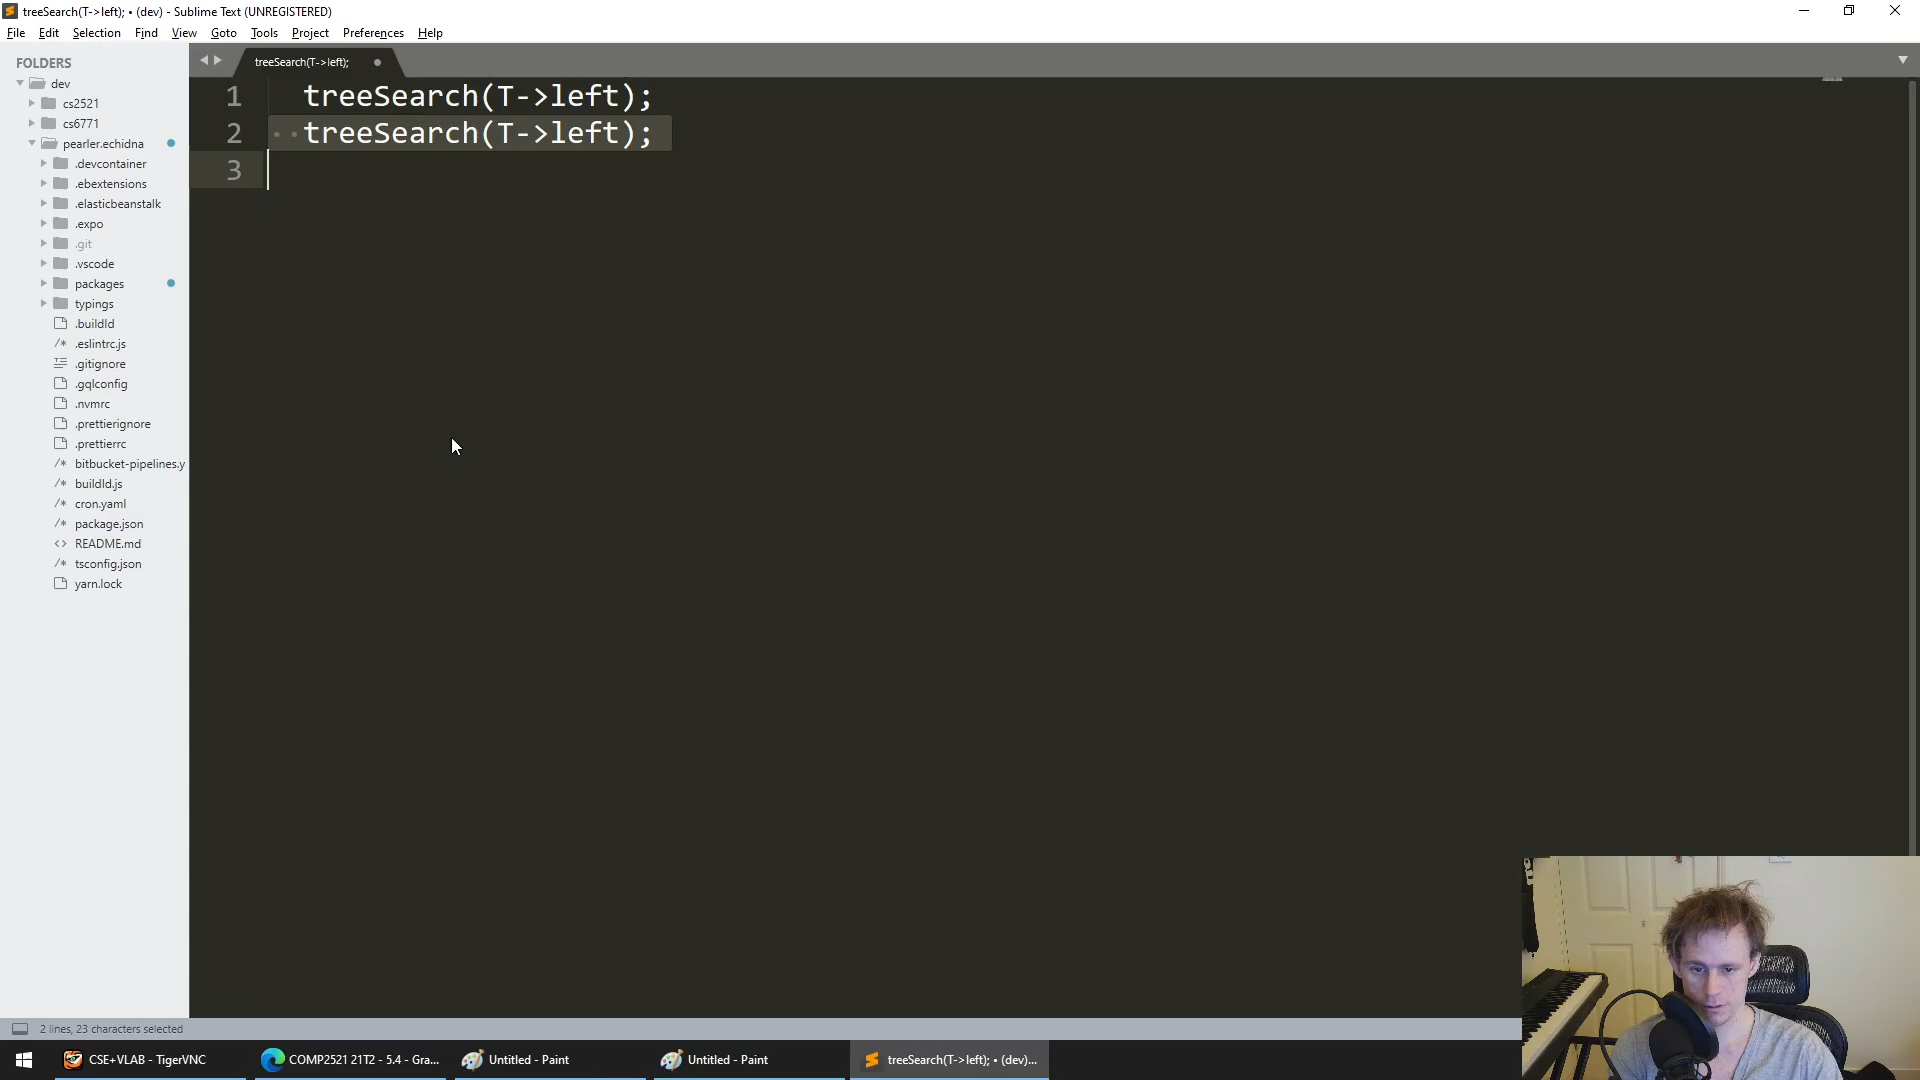 treeSearch(T->left); • (dev) - Sublime Text (UNREGISTERED)
File Edit Selection Find View Goto Tools Project Preferences Help
FOLDERS
dev
cs2521
cs6771
pearler.echidna
.devcontainer
.ebextensions
.elasticbeanstalk
.expo
.git
.vscode
packages
typings
.buildId
.eslintrc.js
.gitignore
.gqlconfig
.nvmrc
.prettierignore
.prettierrc
bitbucket-pipelines.y
buildId.js
cron.yaml
package.json
README.md
tsconfig.json
yarn.lock
treeSearch(T->left);
1 treeSearch(T->left);
2 treeSearch(T->left);
3
2 lines, 23 characters selected
CSE+VLAB - TigerVNC
COMP2521 21T2 - 5.4 - Gra...
Untitled - Paint
Untitled - Paint
treeSearch(T->left); • (dev)...